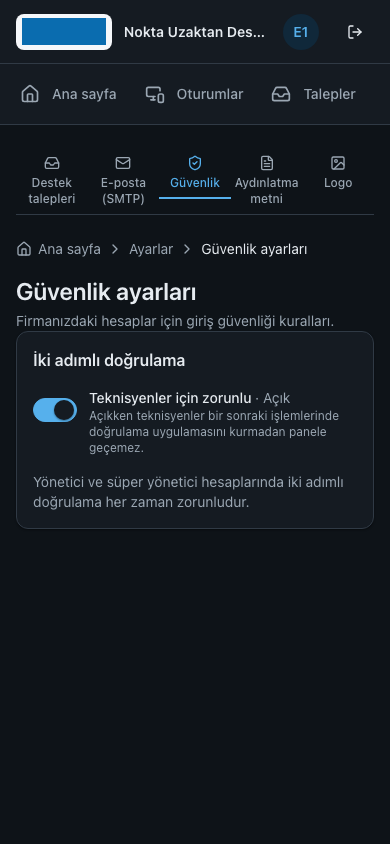 Nokta Uzaktan Des...
E1
Ana sayfa
Oturumlar
Talepler
Destek
talepleri
E-posta
(SMTP)
Güvenlik
Aydınlatma
metni
Logo
Ana sayfa
Ayarlar
Güvenlik ayarları
Güvenlik ayarları
Firmanızdaki hesaplar için giriş güvenliği kuralları.
İki adımlı doğrulama
Teknisyenler için zorunlu · Açık
Açıkken teknisyenler bir sonraki işlemlerinde
doğrulama uygulamasını kurmadan panele
geçemez.
Yönetici ve süper yönetici hesaplarında iki adımlı
doğrulama her zaman zorunludur.